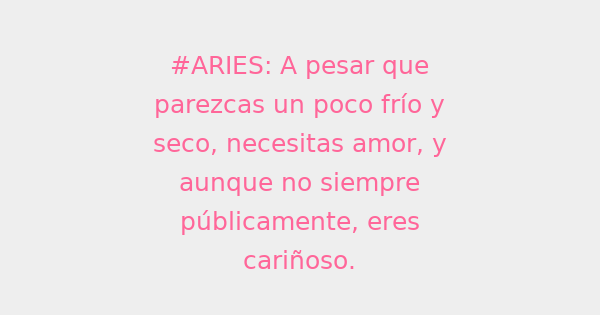 #ARIES: A pesar que
parezcas un poco frío y
seco, necesitas amor, y
aunque no siempre
públicamente, eres
cariñoso.